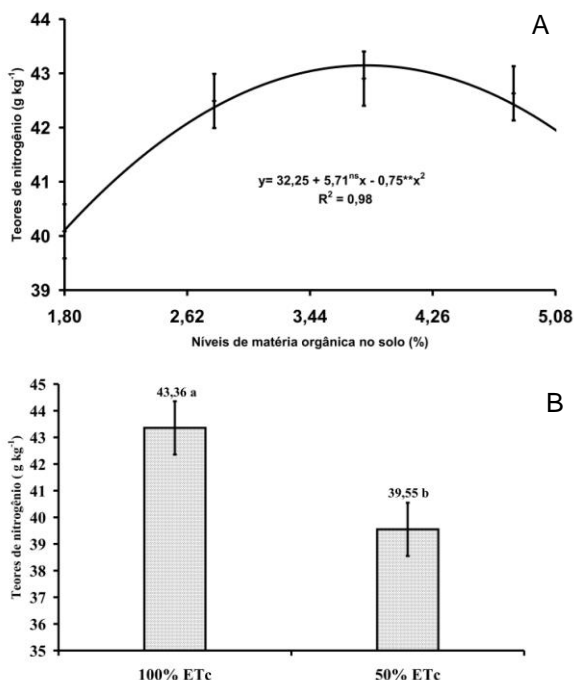 A
Teores de nitrogênio (g kg⁻¹)
44
43
42
41
40
39
y= 32,25 + 5,71ⁿˢx - 0,75**x²
R² = 0,98
1,80 2,62 3,44 4,26 5,08
Níveis de matéria orgânica no solo (%)
B
Teores de nitrogênio ( g kg⁻¹)
45
44
43
42
41
40
39
38
37
36
35
43,36 a
39,55 b
100% ETc 50% ETc